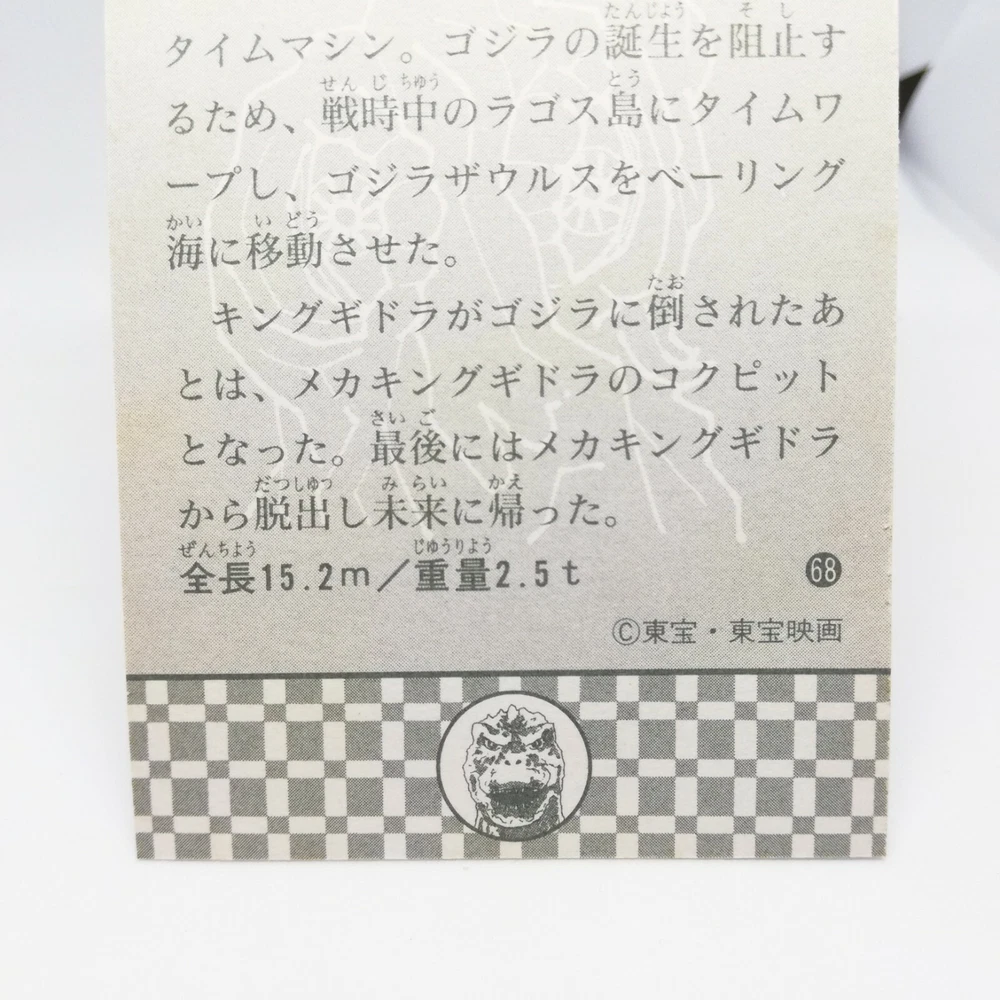 タイムマシン。ゴジラの誕生を阻止す
るため、戦時中のラゴス島にタイムワ
ープし、ゴジラザウルスをベーリング
海に移動させた。
キングギドラがゴジラに倒されたあ
とは、メカキングギドラのコクピット
となった。最後にはメカキングギドラ
から脱出し未来に帰った。
全長15.2m/重量2.5t
68
©東宝・東宝映画